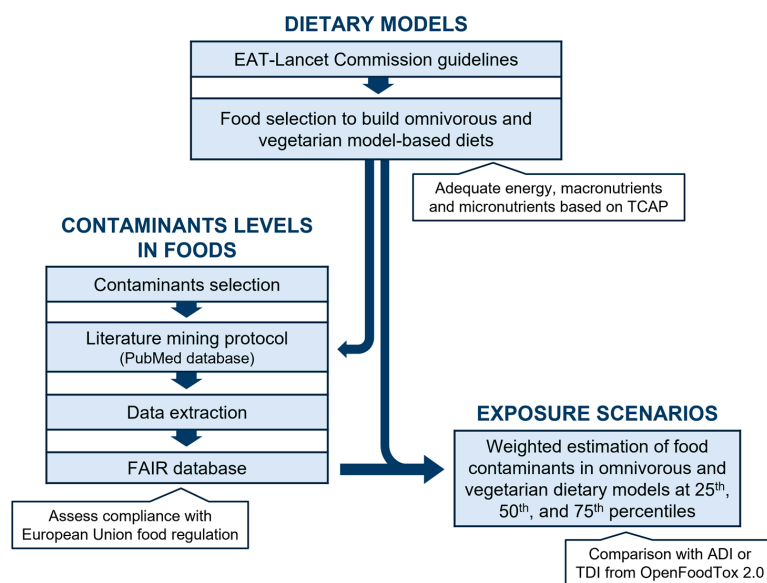 DIETARY MODELS
EAT-Lancet Commission guidelines
Food selection to build omnivorous and
vegetarian model-based diets
Adequate energy, macronutrients
and micronutrients based on TCAP
CONTAMINANTS LEVELS
IN FOODS
Contaminants selection
Literature mining protocol
(PubMed database)
Data extraction
FAIR database
Assess compliance with
European Union food regulation
EXPOSURE SCENARIOS
Weighted estimation of food
contaminants in omnivorous and
vegetarian dietary models at 25th,
50th, and 75th percentiles
Comparison with ADI or
TDI from OpenFoodTox 2.0